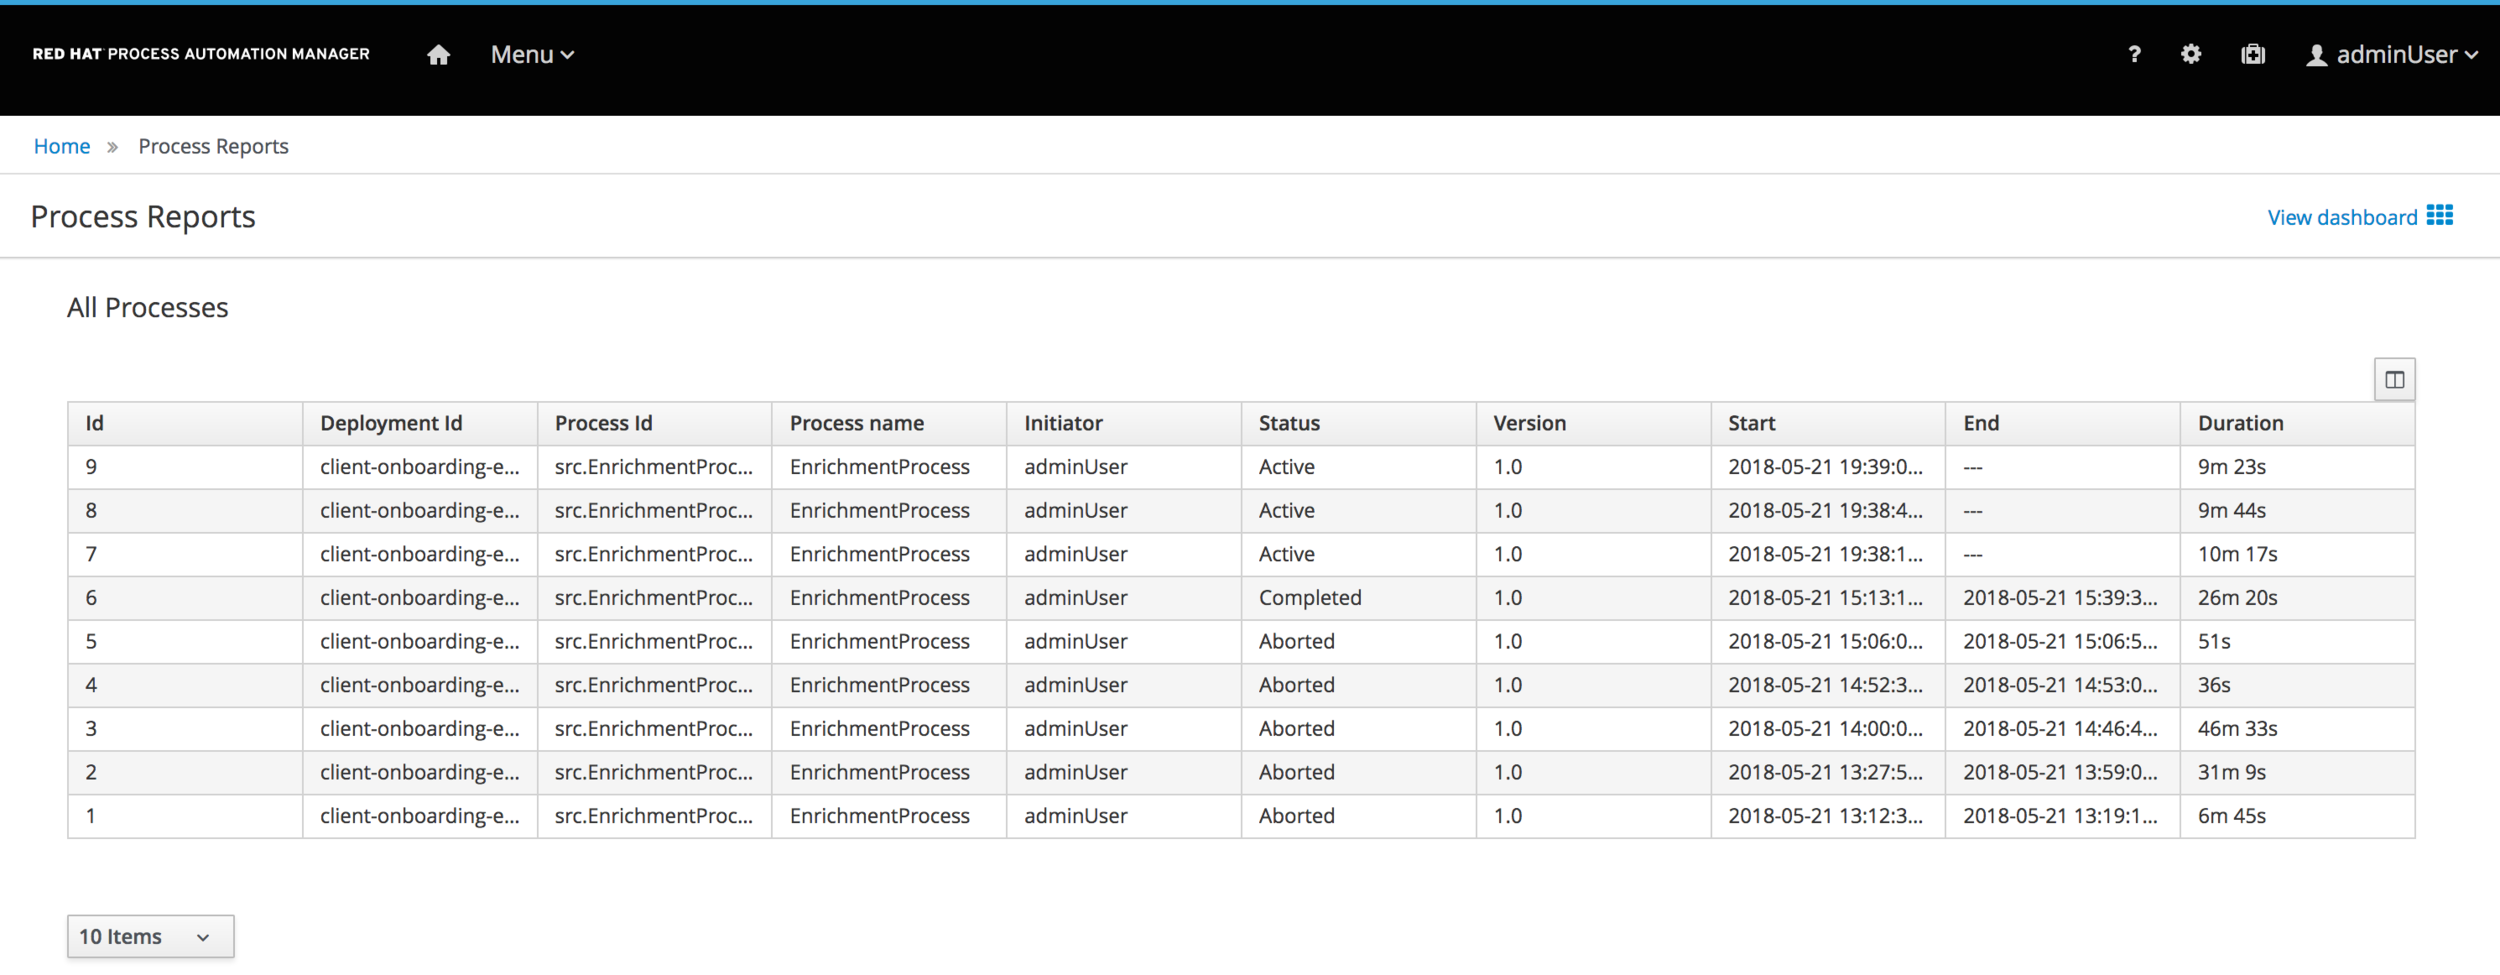 RED HAT PROCESS AUTOMATION MANAGER Menu ? adminUser
Home » Process Reports
Process Reports View dashboard
All Processes
Id Deployment Id Process Id Process name Initiator Status Version Start End Duration
9 client-onboarding-e... src.EnrichmentProc... EnrichmentProcess adminUser Active 1.0 2018-05-21 19:39:0... --- 9m 23s
8 client-onboarding-e... src.EnrichmentProc... EnrichmentProcess adminUser Active 1.0 2018-05-21 19:38:4... --- 9m 44s
7 client-onboarding-e... src.EnrichmentProc... EnrichmentProcess adminUser Active 1.0 2018-05-21 19:38:1... --- 10m 17s
6 client-onboarding-e... src.EnrichmentProc... EnrichmentProcess adminUser Completed 1.0 2018-05-21 15:13:1... 2018-05-21 15:39:3... 26m 20s
5 client-onboarding-e... src.EnrichmentProc... EnrichmentProcess adminUser Aborted 1.0 2018-05-21 15:06:0... 2018-05-21 15:06:5... 51s
4 client-onboarding-e... src.EnrichmentProc... EnrichmentProcess adminUser Aborted 1.0 2018-05-21 14:52:3... 2018-05-21 14:53:0... 36s
3 client-onboarding-e... src.EnrichmentProc... EnrichmentProcess adminUser Aborted 1.0 2018-05-21 14:00:0... 2018-05-21 14:46:4... 46m 33s
2 client-onboarding-e... src.EnrichmentProc... EnrichmentProcess adminUser Aborted 1.0 2018-05-21 13:27:5... 2018-05-21 13:59:0... 31m 9s
1 client-onboarding-e... src.EnrichmentProc... EnrichmentProcess adminUser Aborted 1.0 2018-05-21 13:12:3... 2018-05-21 13:19:1... 6m 45s
10 Items